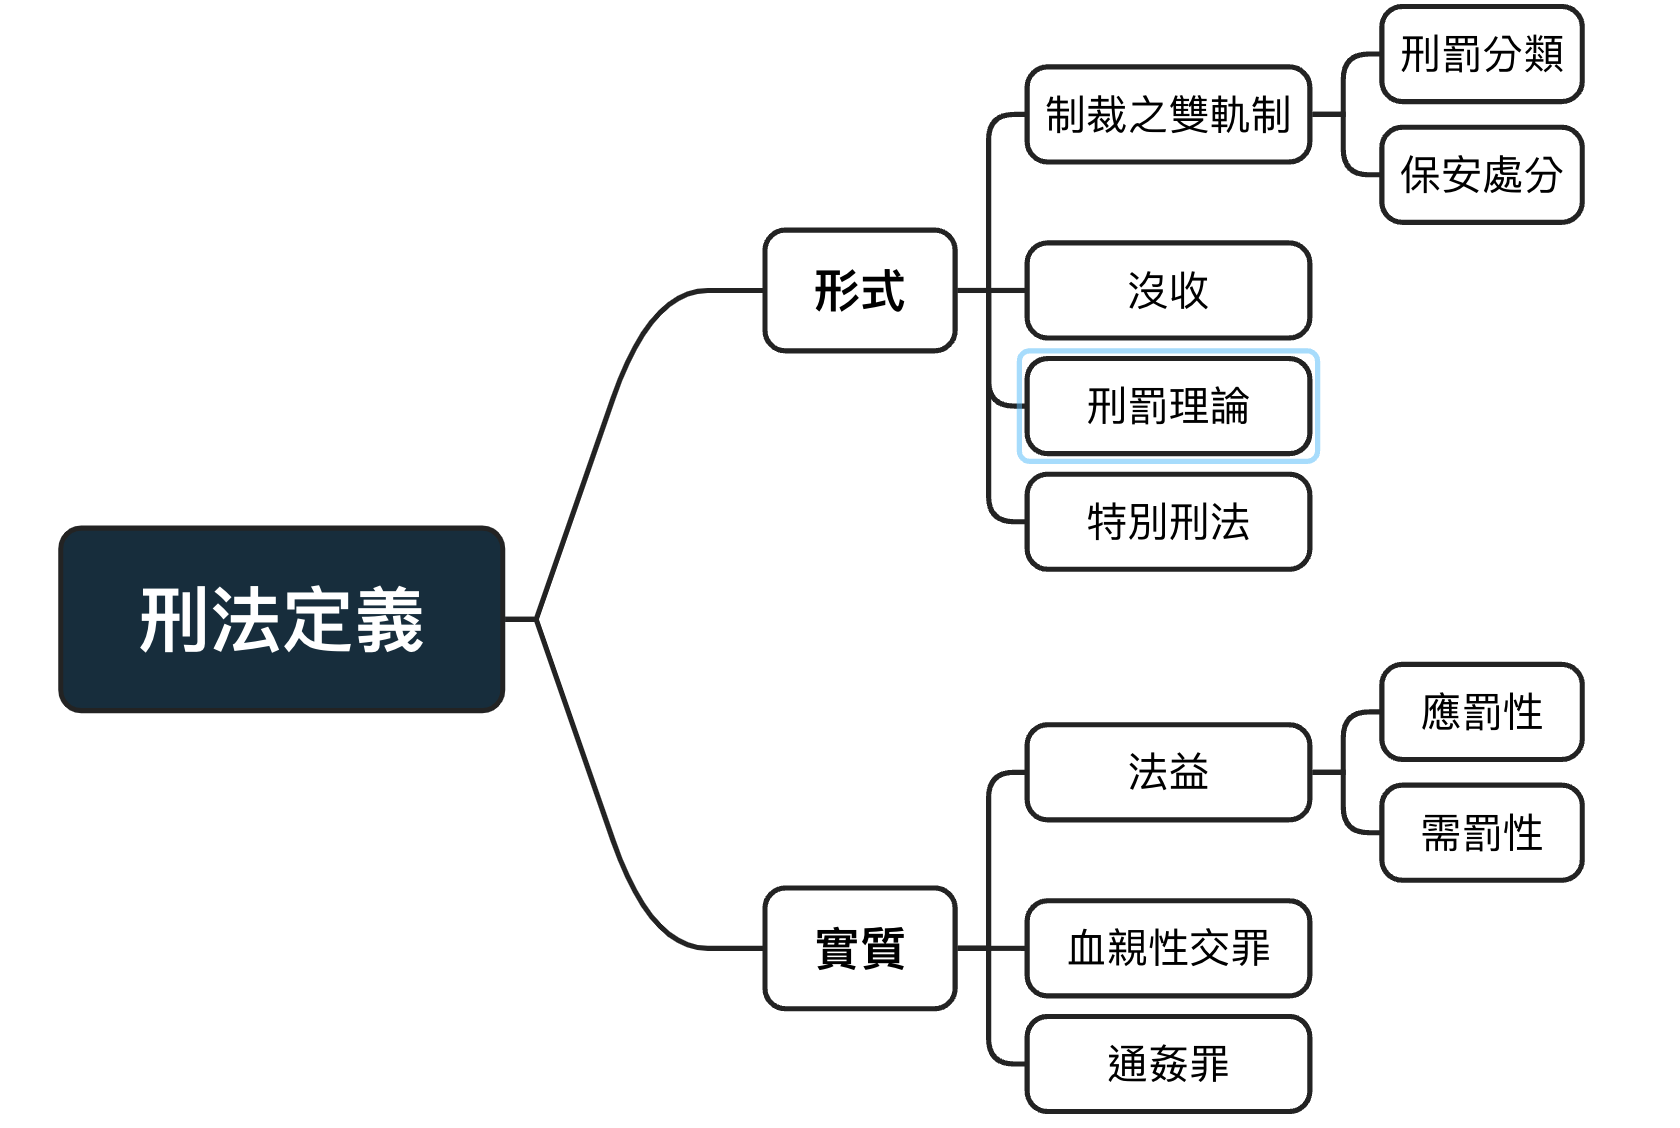 刑法定義
形式
制裁之雙軌制
刑罰分類
保安處分
沒收
刑罰理論
特別刑法
實質
法益
應罰性
需罰性
血親性交罪
通姦罪